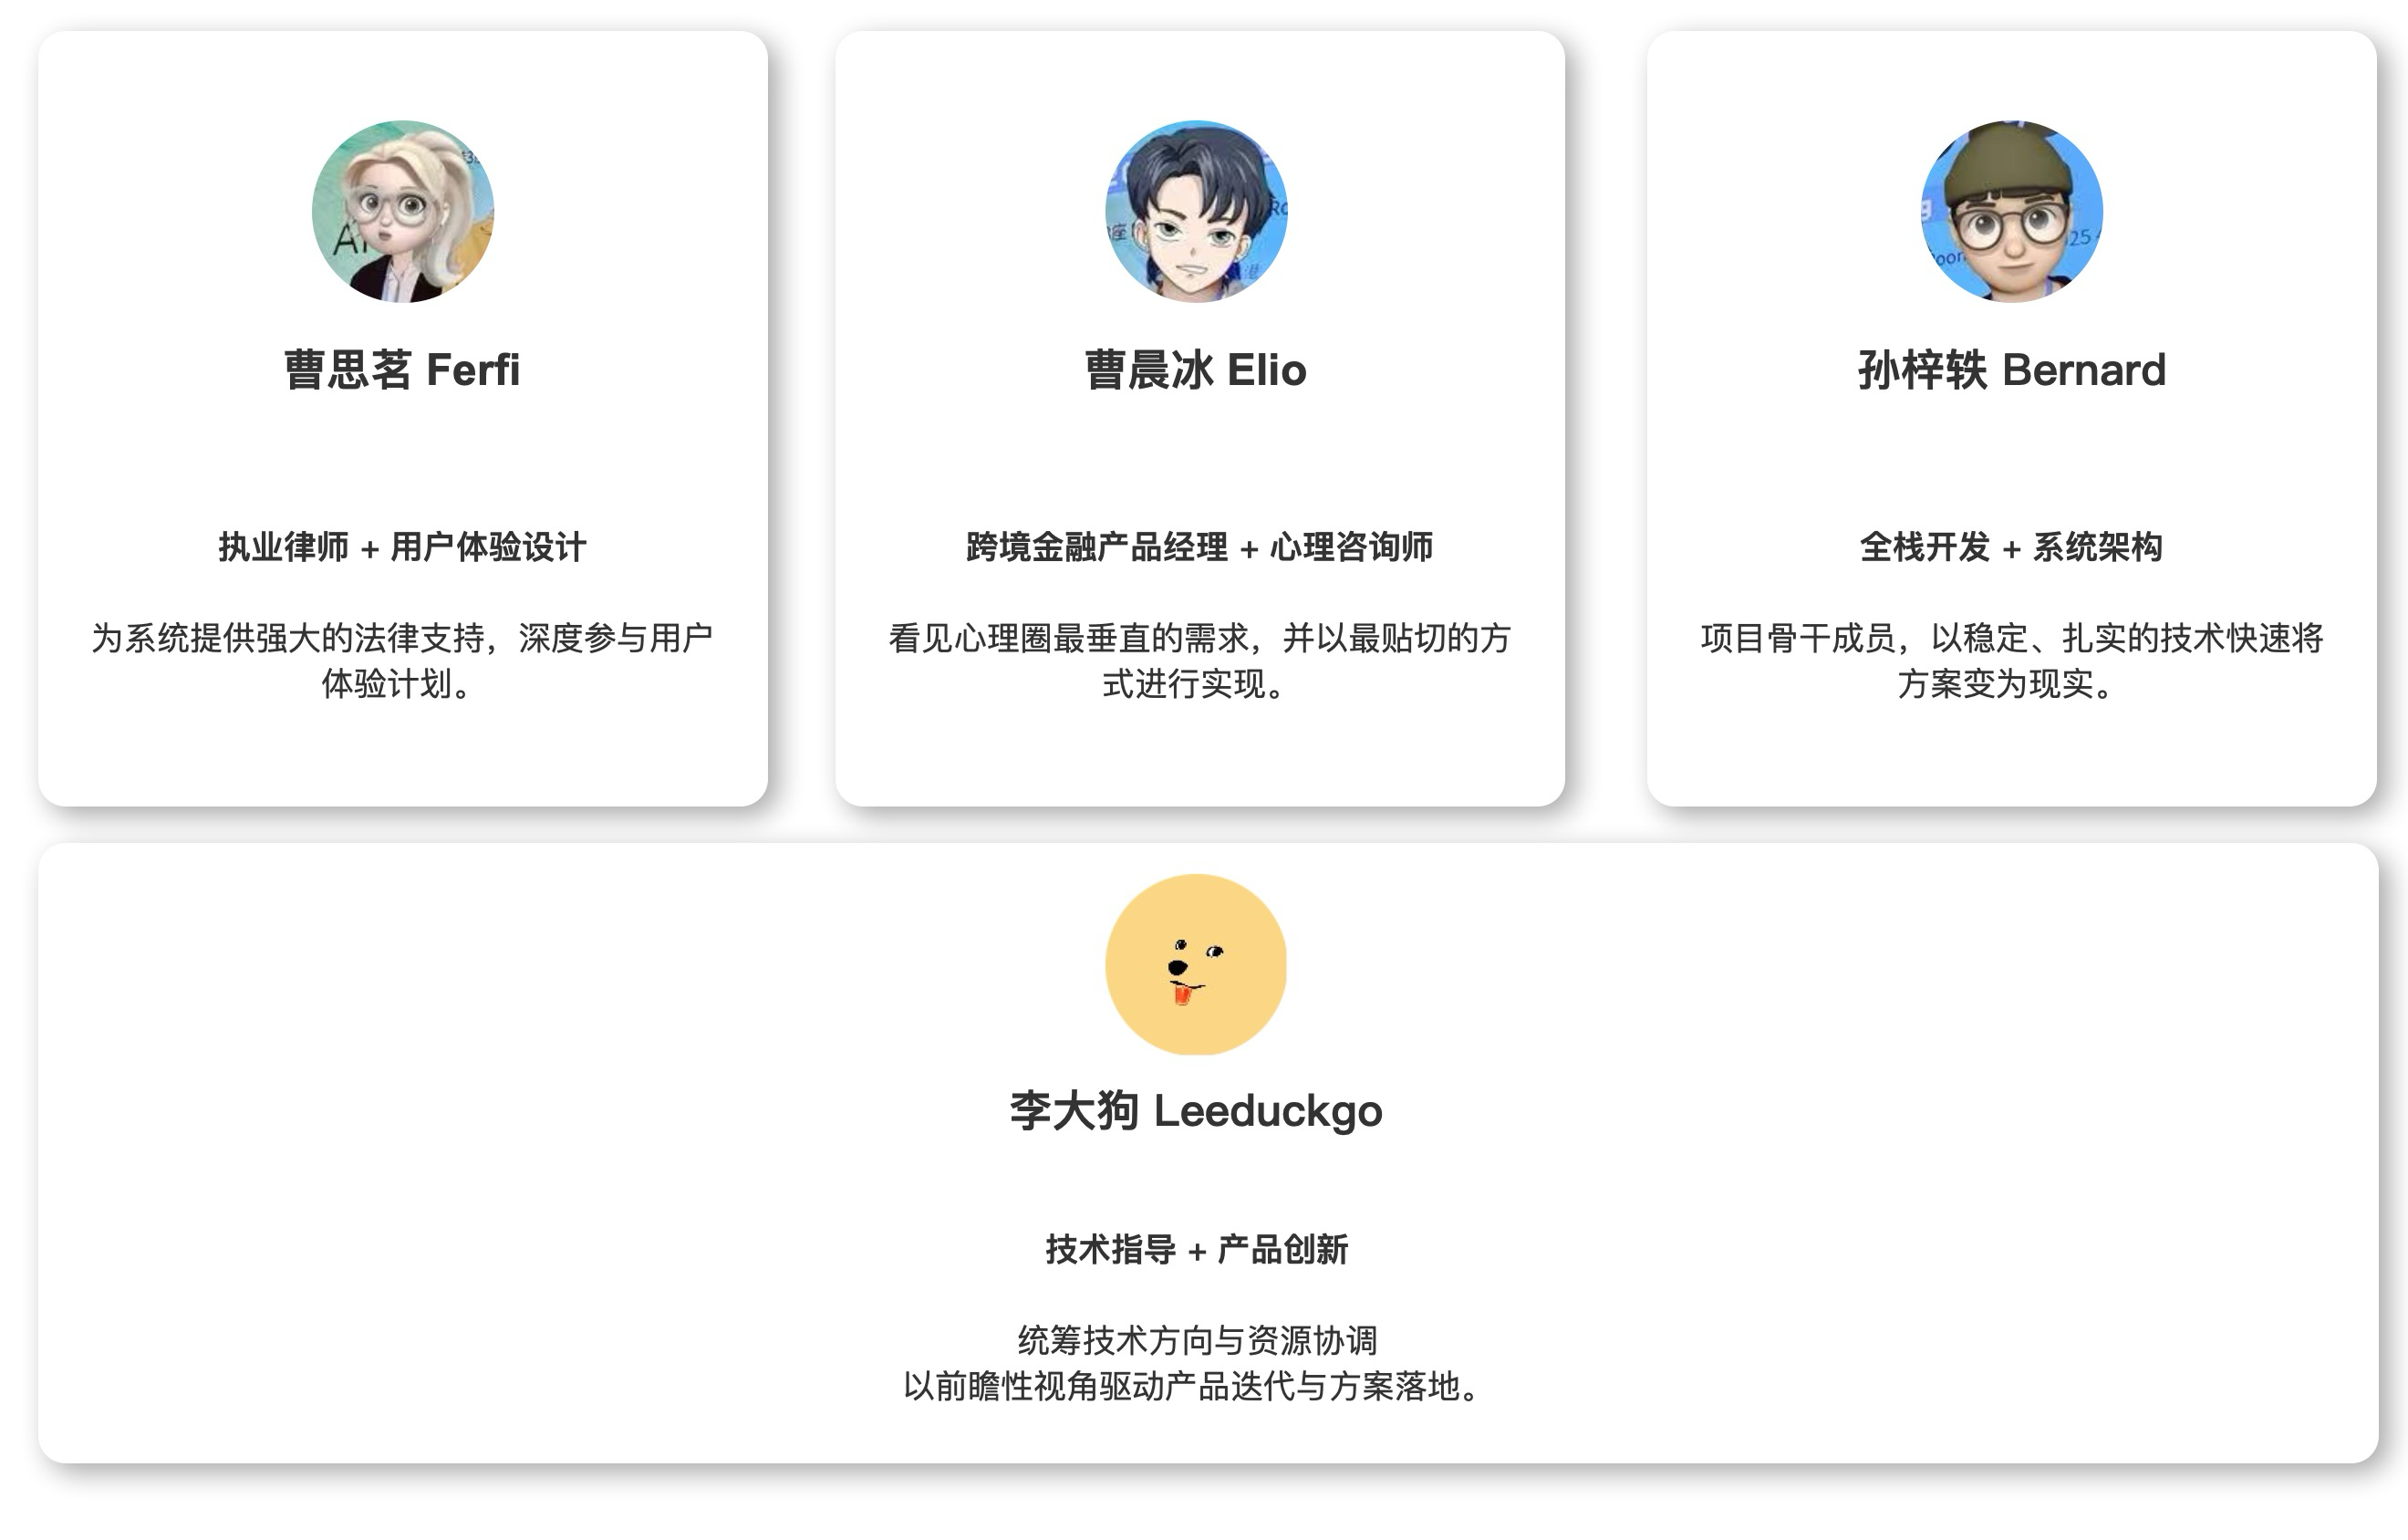 曹思茗 Ferfi
执业律师 + 用户体验设计
为系统提供强大的法律支持，深度参与用户
体验计划。
曹晨冰 Elio
跨境金融产品经理 + 心理咨询师
看见心理圈最垂直的需求，并以最贴切的方
式进行实现。
孙梓轶 Bernard
全栈开发 + 系统架构
项目骨干成员，以稳定、扎实的技术快速将
方案变为现实。
李大狗 Leeduckgo
技术指导 + 产品创新
统筹技术方向与资源协调
以前瞻性视角驱动产品迭代与方案落地。